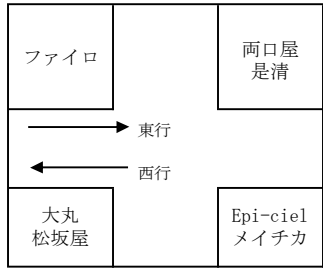 ファイロ
両口屋
是清
東行
西行
大丸
松坂屋
Epi-ciel
メイチカ